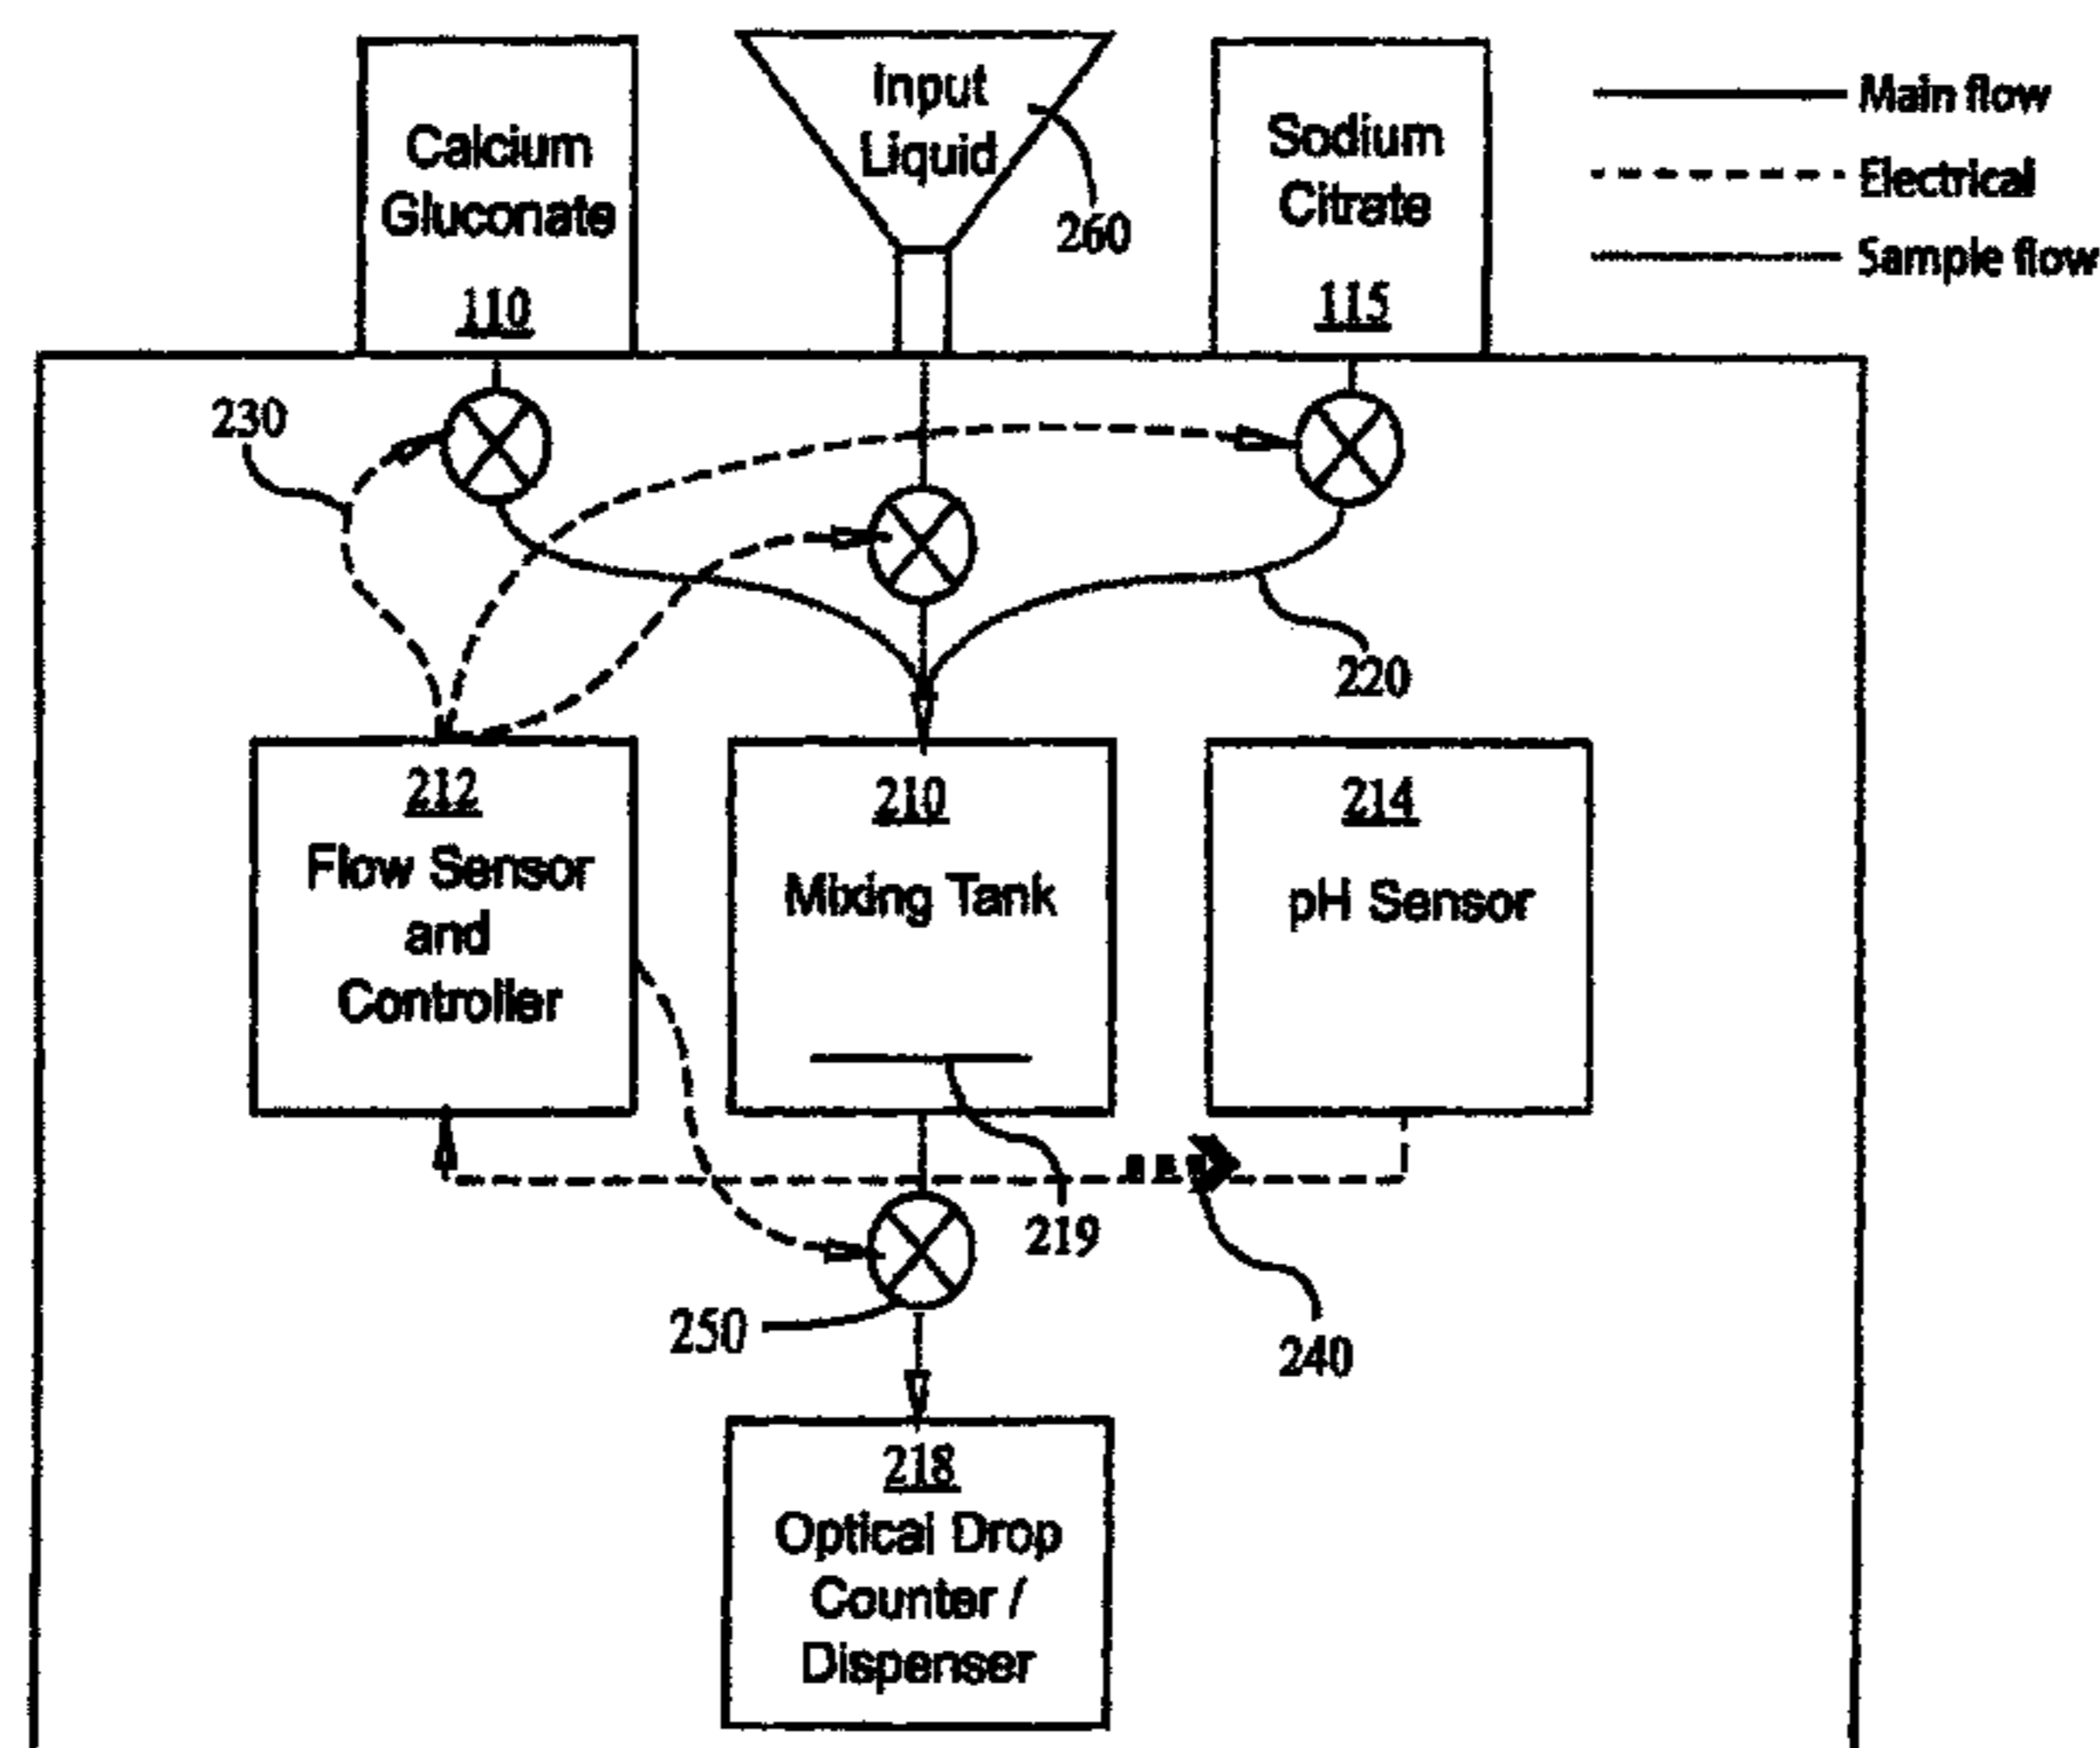 Calcium
Gluconate
110
Input
Liquid
260
Sodium
Citrate
115
Main flow
Electrical
Sample flow
230
220
212
Flow Sensor
and
Controller
210
Mixing Tank
214
pH Sensor
219
250
240
218
Optical Drop
Counter /
Dispenser